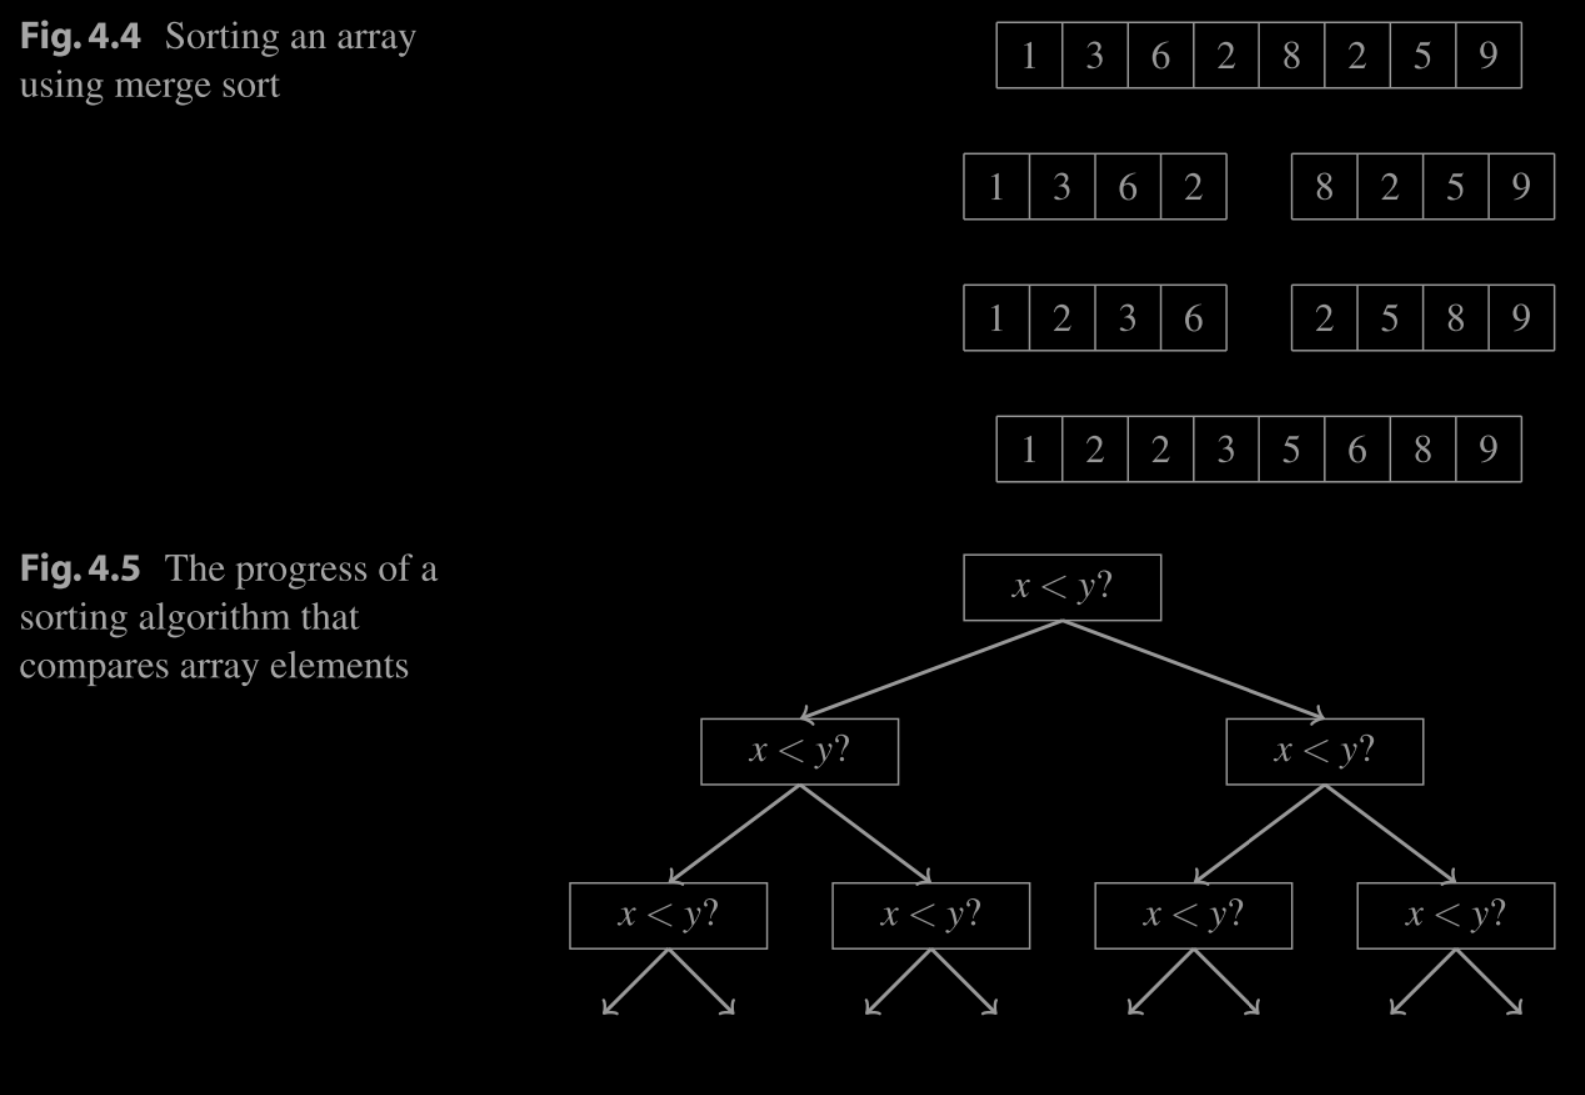 Fig. 4.4 Sorting an array
using merge sort
1 3 6 2 8 2 5 9
1 3 6 2 8 2 5 9
1 2 3 6 2 5 8 9
1 2 2 3 5 6 8 9
Fig. 4.5 The progress of a
sorting algorithm that
compares array elements
x < y?
x < y? x < y?
x < y? x < y? x < y? x < y?